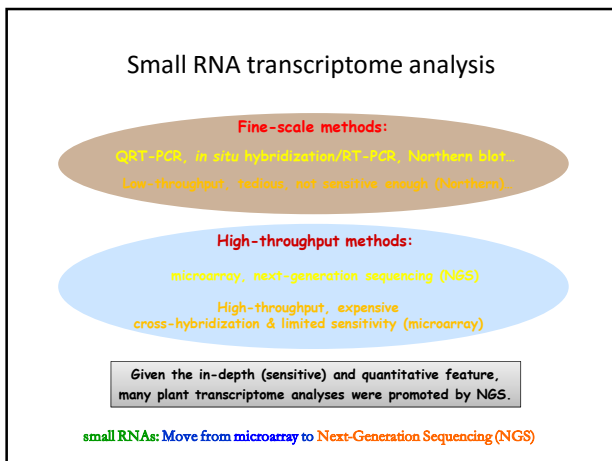 Small RNA transcriptome analysis
Fine-scale methods:
QRT-PCR, in situ hybridization/RT-PCR, Northern blot…
Low-throughput, tedious, not sensitive enough (Northern)
High-throughput methods:
microarray, next-generation sequencing (NGS)
High-throughput, expensive
cross-hybridization & limited sensitivity (microarray)
Given the in-depth (sensitive) and quantitative feature,
many plant transcriptome analyses were promoted by NGS.
small RNAs: Move from microarray to Next-Generation Sequencing (NGS)